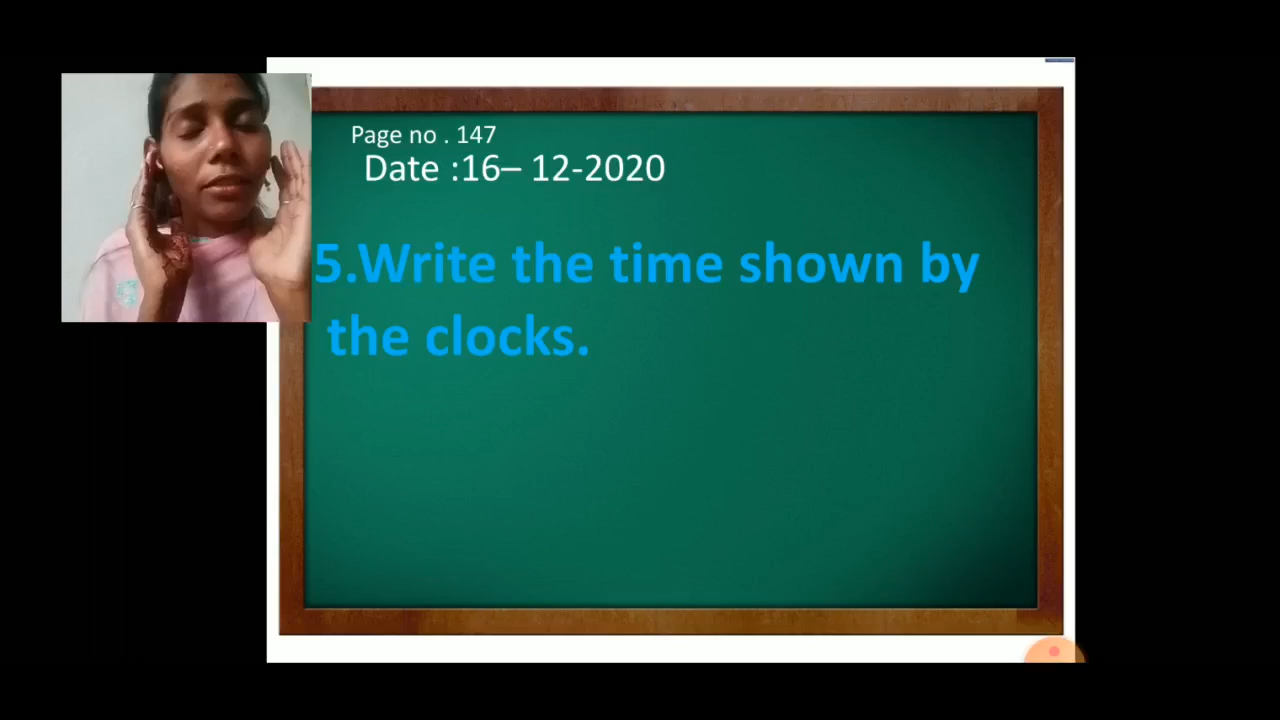 Page no . 147
Date :16– 12-2020
5.Write the time shown by
the clocks.